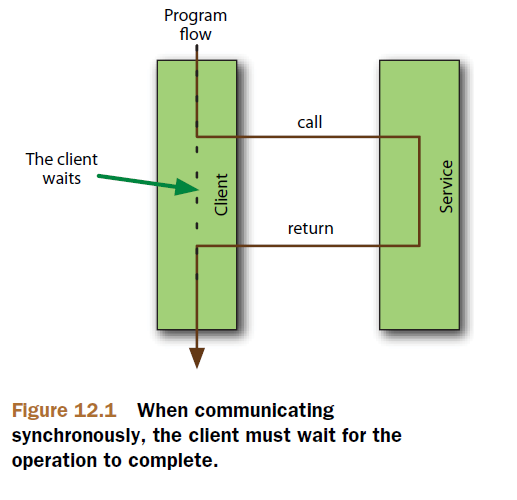 Program
flow
call
The client
waits
Client
Service
return
Figure 12.1 When communicating
synchronously, the client must wait for the
operation to complete.